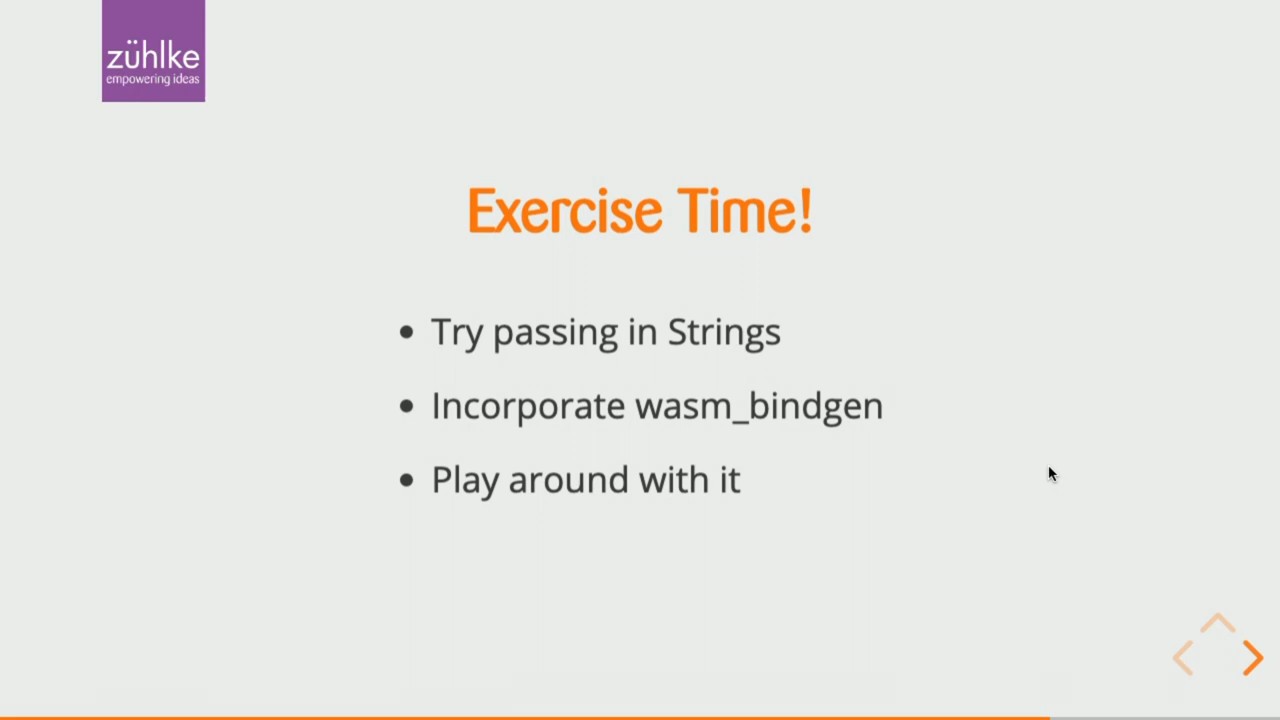 zühlke
empowering ideas
Exercise Time!
Try passing in Strings
Incorporate wasm_bindgen
Play around with it